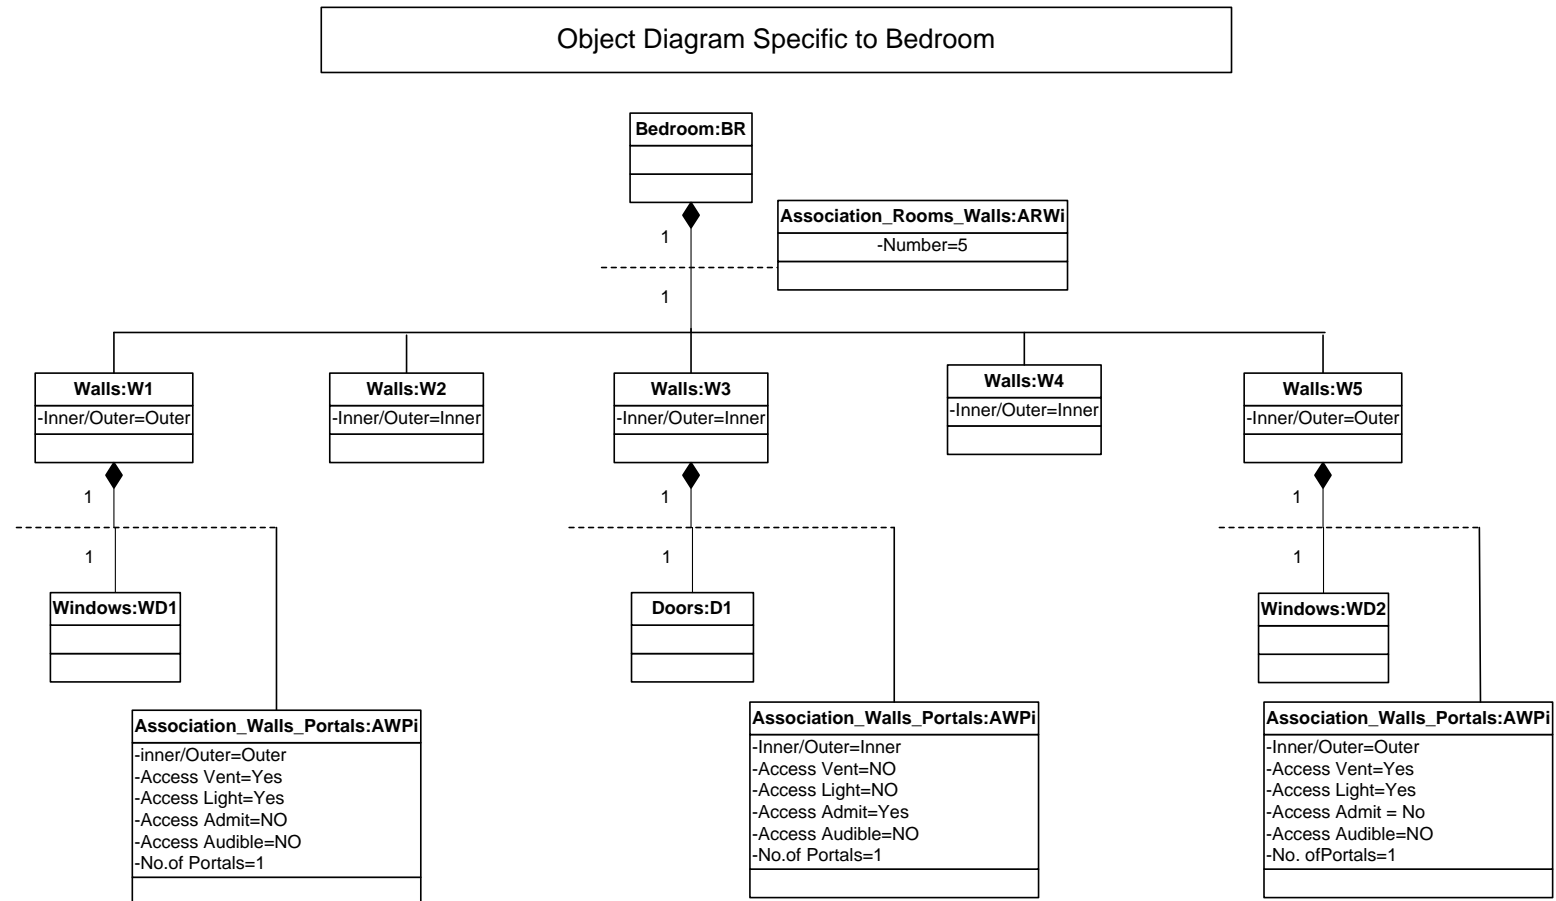 Object Diagram Specific to Bedroom
Bedroom:BR
Association_Rooms_Walls:ARWi
-Number=5
1
1
Walls:W1
-Inner/Outer=Outer
Walls:W2
-Inner/Outer=Inner
Walls:W3
-Inner/Outer=Inner
Walls:W4
-Inner/Outer=Inner
Walls:W5
-Inner/Outer=Outer
1
1
1
1
1
1
Windows:WD1
Doors:D1
Windows:WD2
Association_Walls_Portals:AWPi
-inner/Outer=Outer
-Access Vent=Yes
-Access Light=Yes
-Access Admit=NO
-Access Audible=NO
-No.of Portals=1
Association_Walls_Portals:AWPi
-Inner/Outer=Inner
-Access Vent=NO
-Access Light=NO
-Access Admit=Yes
-Access Audible=NO
-No.of Portals=1
Association_Walls_Portals:AWPi
-Inner/Outer=Outer
-Access Vent=Yes
-Access Light=Yes
-Access Admit = No
-Access Audible=NO
-No. ofPortals=1